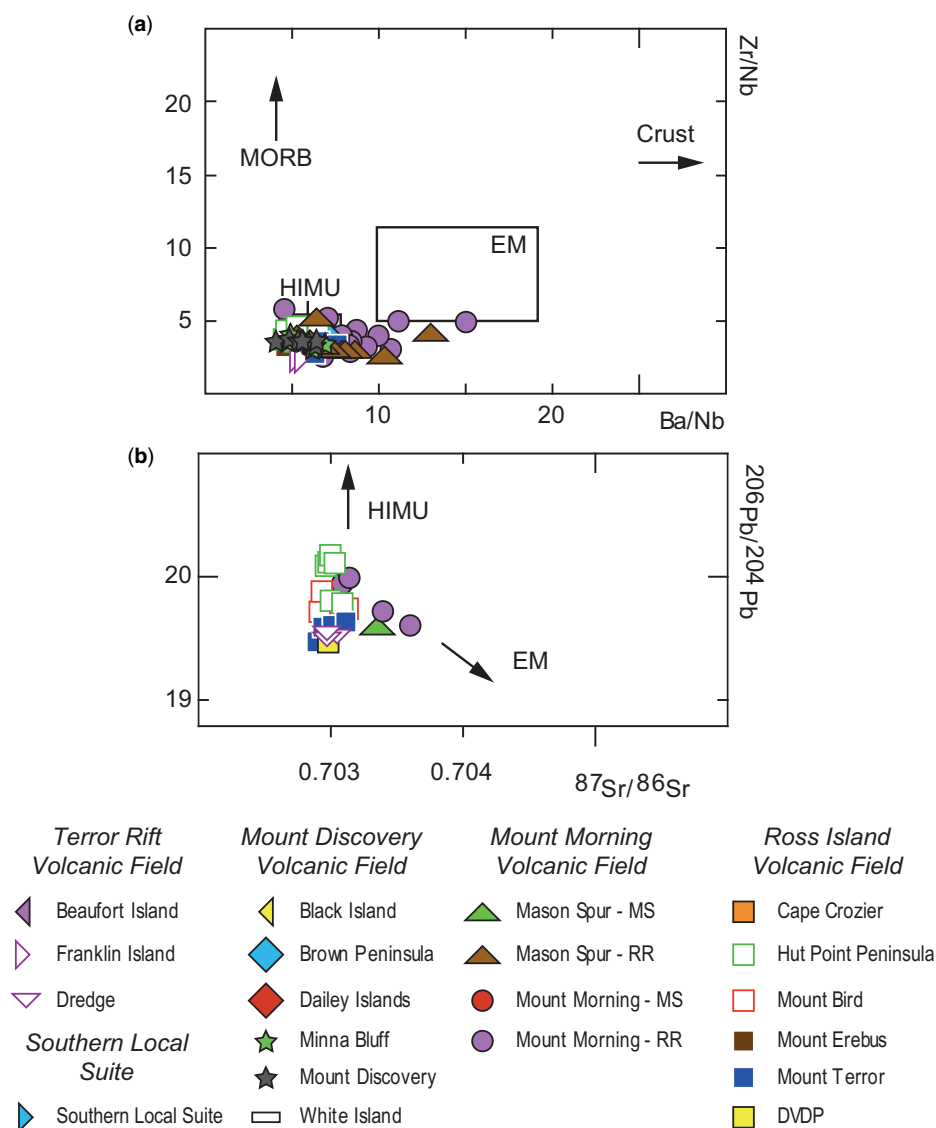 (a)
Zr/Nb
20
15
10
5
MORB
Crust
EM
HIMU
10
20
Ba/Nb
(b)
206Pb/204Pb
HIMU
20
EM
19
0.703
0.704
87Sr/86Sr
Terror Rift
Volcanic Field
Beaufort Island
Franklin Island
Dredge
Southern Local
Suite
Southern Local Suite
Mount Discovery
Volcanic Field
Black Island
Brown Peninsula
Dailey Islands
Minna Bluff
Mount Discovery
White Island
Mount Morning
Volcanic Field
Mason Spur - MS
Mason Spur - RR
Mount Morning - MS
Mount Morning - RR
Ross Island
Volcanic Field
Cape Crozier
Hut Point Peninsula
Mount Bird
Mount Erebus
Mount Terror
DVDP